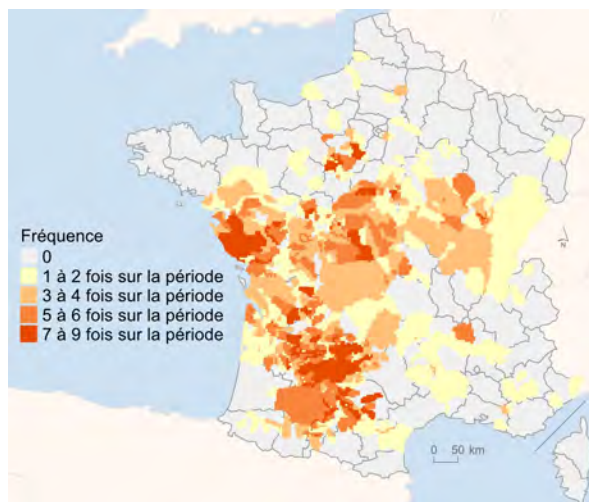 Fréquence
0
1 à 2 fois sur la période
3 à 4 fois sur la période
5 à 6 fois sur la période
7 à 9 fois sur la période
N
0 50 km